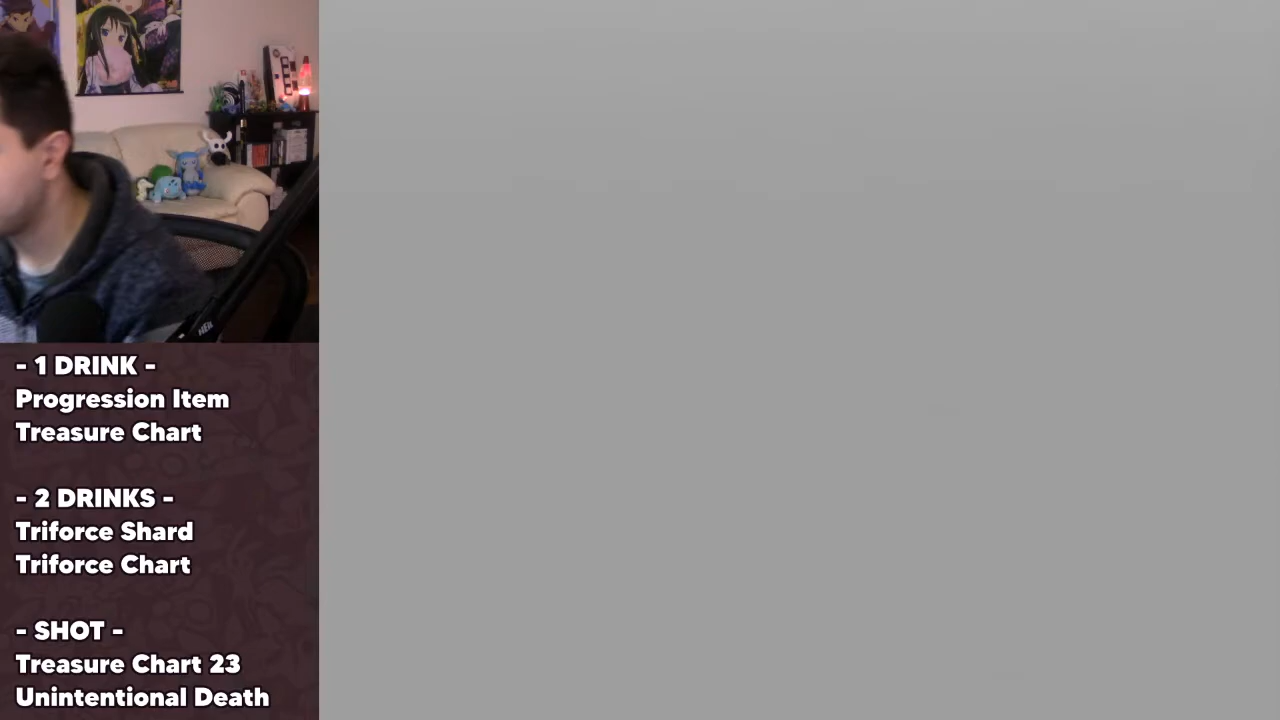 - 1 DRINK -
Progression Item
Treasure Chart
- 2 DRINKS -
Triforce Shard
Triforce Chart
- SHOT -
Treasure Chart 23
Unintentional Death